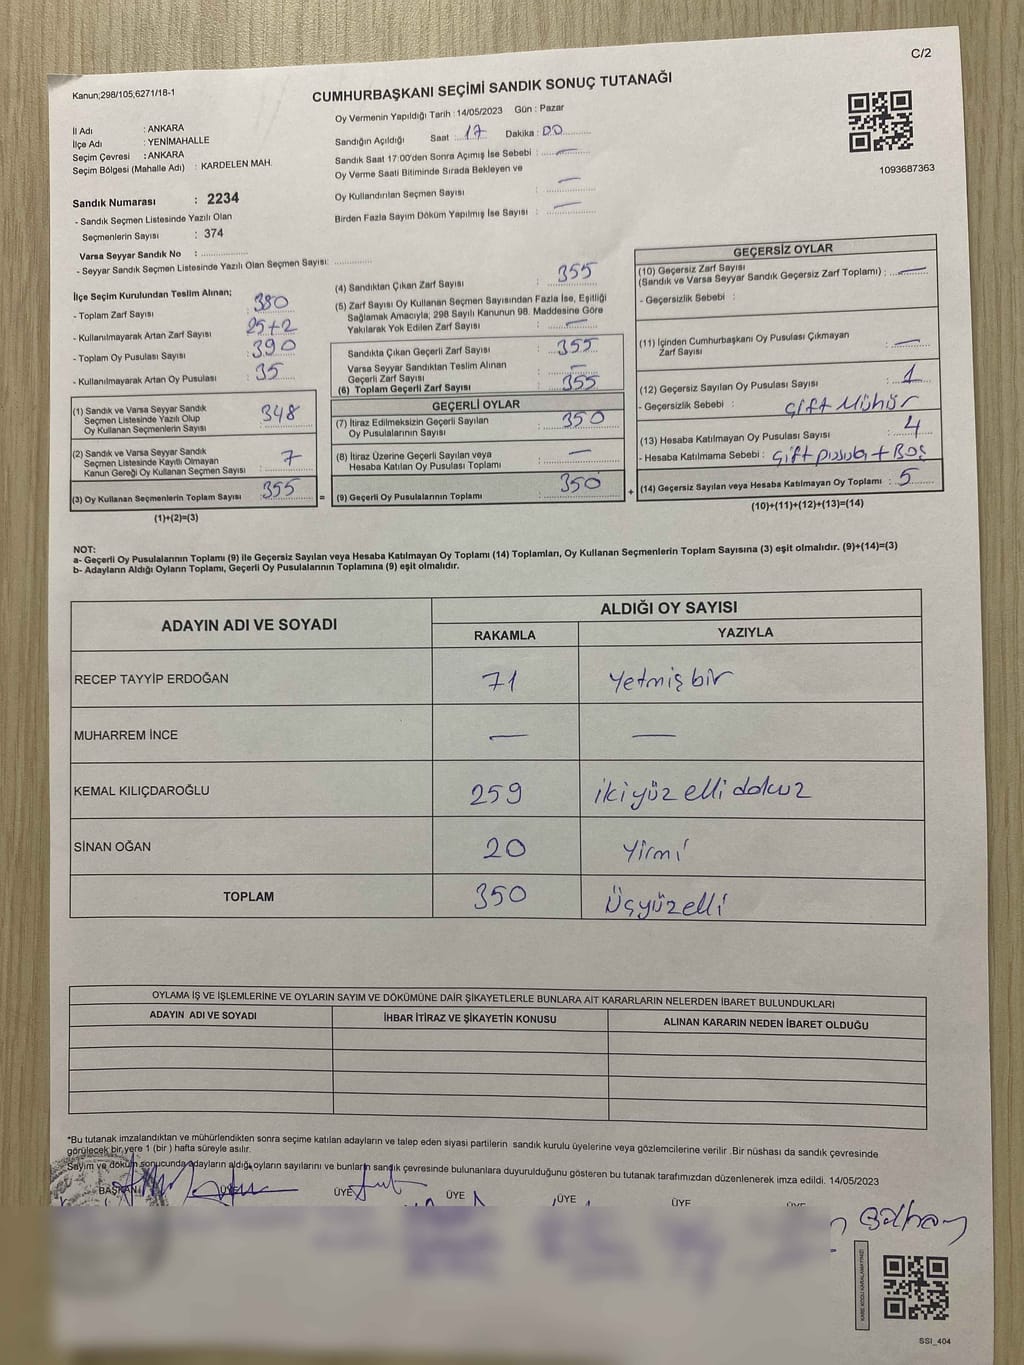 C/2
Kanun;298/105,6271/18-1
CUMHURBAŞKANI SEÇİMİ SANDIK SONUÇ TUTANAĞI
Oy Vermenin Yapıldığı Tarih : 14/05/2023 Gün : Pazar
İl Adı : ANKARA
İlçe Adı : YENİMAHALLE
Seçim Çevresi : ANKARA
Seçim Bölgesi (Mahalle Adı) : KARDELEN MAH.
Sandığın Açıldığı Saat 17 Dakika : 00
Sandık Saat 17:00'den Sonra Açımış İse Sebebi : —
Oy Verme Saati Bitiminde Sırada Bekleyen ve
Oy Kullandırılan Seçmen Sayısı : —
Birden Fazla Sayım Döküm Yapılmış İse Sayısı : —
1093687363
Sandık Numarası : 2234
- Sandık Seçmen Listesinde Yazılı Olan
Seçmenlerin Sayısı : 374
Varsa Seyyar Sandık No : ..................
- Seyyar Sandık Seçmen Listesinde Yazılı Olan Seçmen Sayısı: ..............
İlçe Seçim Kurulundan Teslim Alınan;
- Toplam Zarf Sayısı : 380
- Kullanılmayarak Artan Zarf Sayısı : 25+2
- Toplam Oy Pusulası Sayısı : 390
- Kullanılmayarak Artan Oy Pusulası : 35
(1) Sandık ve Varsa Seyyar Sandık
Seçmen Listesinde Yazılı Olup
Oy Kullanan Seçmenlerin Sayısı : 348
(2) Sandık ve Varsa Seyyar Sandık
Seçmen Listesinde Kayıtlı Olmayan
Kanun Gereği Oy Kullanan Seçmen Sayısı : 7
(3) Oy Kullanan Seçmenlerin Toplam Sayısı : 355 =
(1)+(2)=(3)
(4) Sandıktan Çıkan Zarf Sayısı : 355
(5) Zarf Sayısı Oy Kullanan Seçmen Sayısından Fazla İse, Eşitliği
Sağlamak Amacıyla; 298 Sayılı Kanunun 98. Maddesine Göre
Yakılarak Yok Edilen Zarf Sayısı : —
Sandıkta Çıkan Geçerli Zarf Sayısı : 355
Varsa Seyyar Sandıktan Teslim Alınan
Geçerli Zarf Sayısı : —
(6) Toplam Geçerli Zarf Sayısı : 355
GEÇERLİ OYLAR
(7) İtiraz Edilmeksizin Geçerli Sayılan
Oy Pusulalarının Sayısı : 350
(8) İtiraz Üzerine Geçerli Sayılan veya
Hesaba Katılan Oy Pusulası Toplamı : —
(9) Geçerli Oy Pusulalarının Toplamı : 350 +
GEÇERSİZ OYLAR
(10) Geçersiz Zarf Sayısı
(Sandık ve Varsa Seyyar Sandık Geçersiz Zarf Toplamı) ; —
- Geçersizlik Sebebi :
(11) İçinden Cumhurbaşkanı Oy Pusulası Çıkmayan
Zarf Sayısı : —
(12) Geçersiz Sayılan Oy Pusulası Sayısı : 1
- Geçersizlik Sebebi : Çift Mühür
(13) Hesaba Katılmayan Oy Pusulası Sayısı : 4
- Hesaba Katılmama Sebebi : Çift pusula + Boş
(14) Geçersiz Sayılan veya Hesaba Katılmayan Oy Toplamı : 5
(10)+(11)+(12)+(13)=(14)
NOT:
a- Geçerli Oy Pusulalarının Toplamı (9) ile Geçersiz Sayılan veya Hesaba Katılmayan Oy Toplamı (14) Toplamları, Oy Kullanan Seçmenlerin Toplam Sayısına (3) eşit olmalıdır. (9)+(14)=(3)
b- Adayların Aldığı Oyların Toplamı, Geçerli Oy Pusulalarının Toplamına (9) eşit olmalıdır.
ADAYIN ADI VE SOYADI
ALDIĞI OY SAYISI
RAKAMLA YAZIYLA
RECEP TAYYİP ERDOĞAN 71 Yetmiş bir
MUHARREM İNCE — —
KEMAL KILIÇDAROĞLU 259 iki yüz elli dokuz
SİNAN OĞAN 20 Yirmi
TOPLAM 350 Üçyüzelli
OYLAMA İŞ VE İŞLEMLERİNE VE OYLARIN SAYIM VE DÖKÜMÜNE DAİR ŞİKAYETLERLE BUNLARA AİT KARARLARIN NELERDEN İBARET BULUNDUKLARI
ADAYIN ADI VE SOYADI İHBAR İTİRAZ VE ŞİKAYETİN KONUSU ALINAN KARARIN NEDEN İBARET OLDUĞU
*Bu tutanak imzalandıktan ve mühürlendikten sonra seçime katılan adayların ve talep eden siyasi partilerin sandık kurulu üyelerine veya gözlemcilerine verilir .Bir nüshası da sandık çevresinde
görülecek bir yere 1 (bir ) hafta süreyle asılır.
Sayım ve döküm sonucunda adayların aldığı oyların sayılarını ve bunların sandık çevresinde bulunanlara duyurulduğunu gösteren bu tutanak tarafımızdan düzenlenerek imza edildi. 14/05/2023
BAŞKAN ÜYE ÜYE ÜYE ÜYE
SSI_404